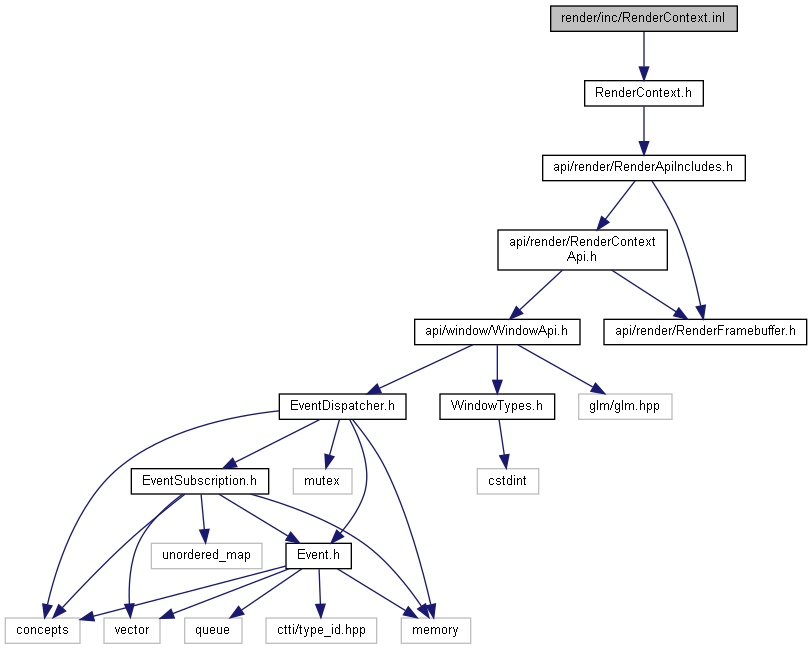 render/inc/RenderContext.inl
RenderContext.h
api/render/RenderApiIncludes.h
api/render/RenderContext
Api.h
api/window/WindowApi.h
api/render/RenderFramebuffer.h
EventDispatcher.h
WindowTypes.h
glm/glm.hpp
EventSubscription.h
mutex
cstdint
unordered_map
Event.h
concepts
vector
queue
ctti/type_id.hpp
memory